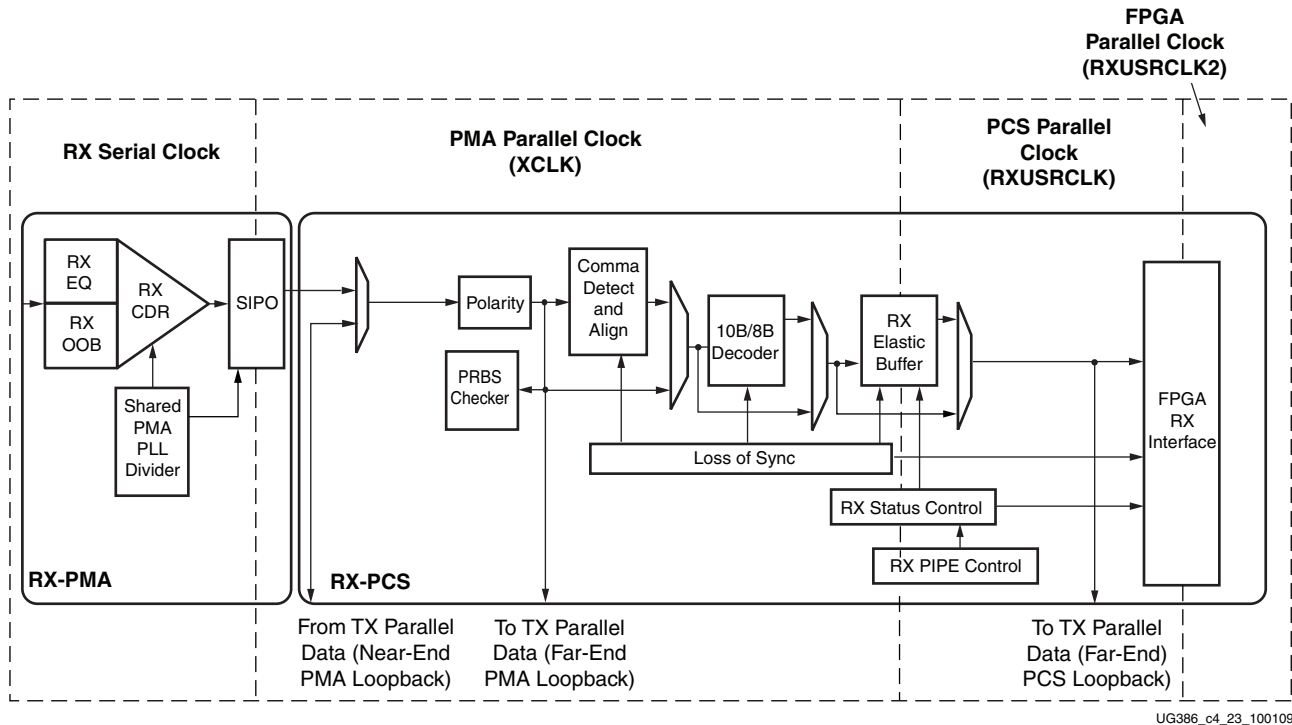 FPGA
Parallel Clock
(RXUSRCLK2)
RX Serial Clock
PMA Parallel Clock
(XCLK)
PCS Parallel
Clock
(RXUSRCLK)
RX
EQ
RX
OOB
RX
CDR
SIPO
Shared
PMA
PLL
Divider
RX-PMA
Polarity
PRBS
Checker
Comma
Detect
and
Align
10B/8B
Decoder
RX
Elastic
Buffer
Loss of Sync
RX Status Control
RX PIPE Control
FPGA
RX
Interface
RX-PCS
From TX Parallel
Data (Near-End
PMA Loopback)
To TX Parallel
Data (Far-End
PMA Loopback)
To TX Parallel
Data (Far-End)
PCS Loopback)
UG386_c4_23_100109